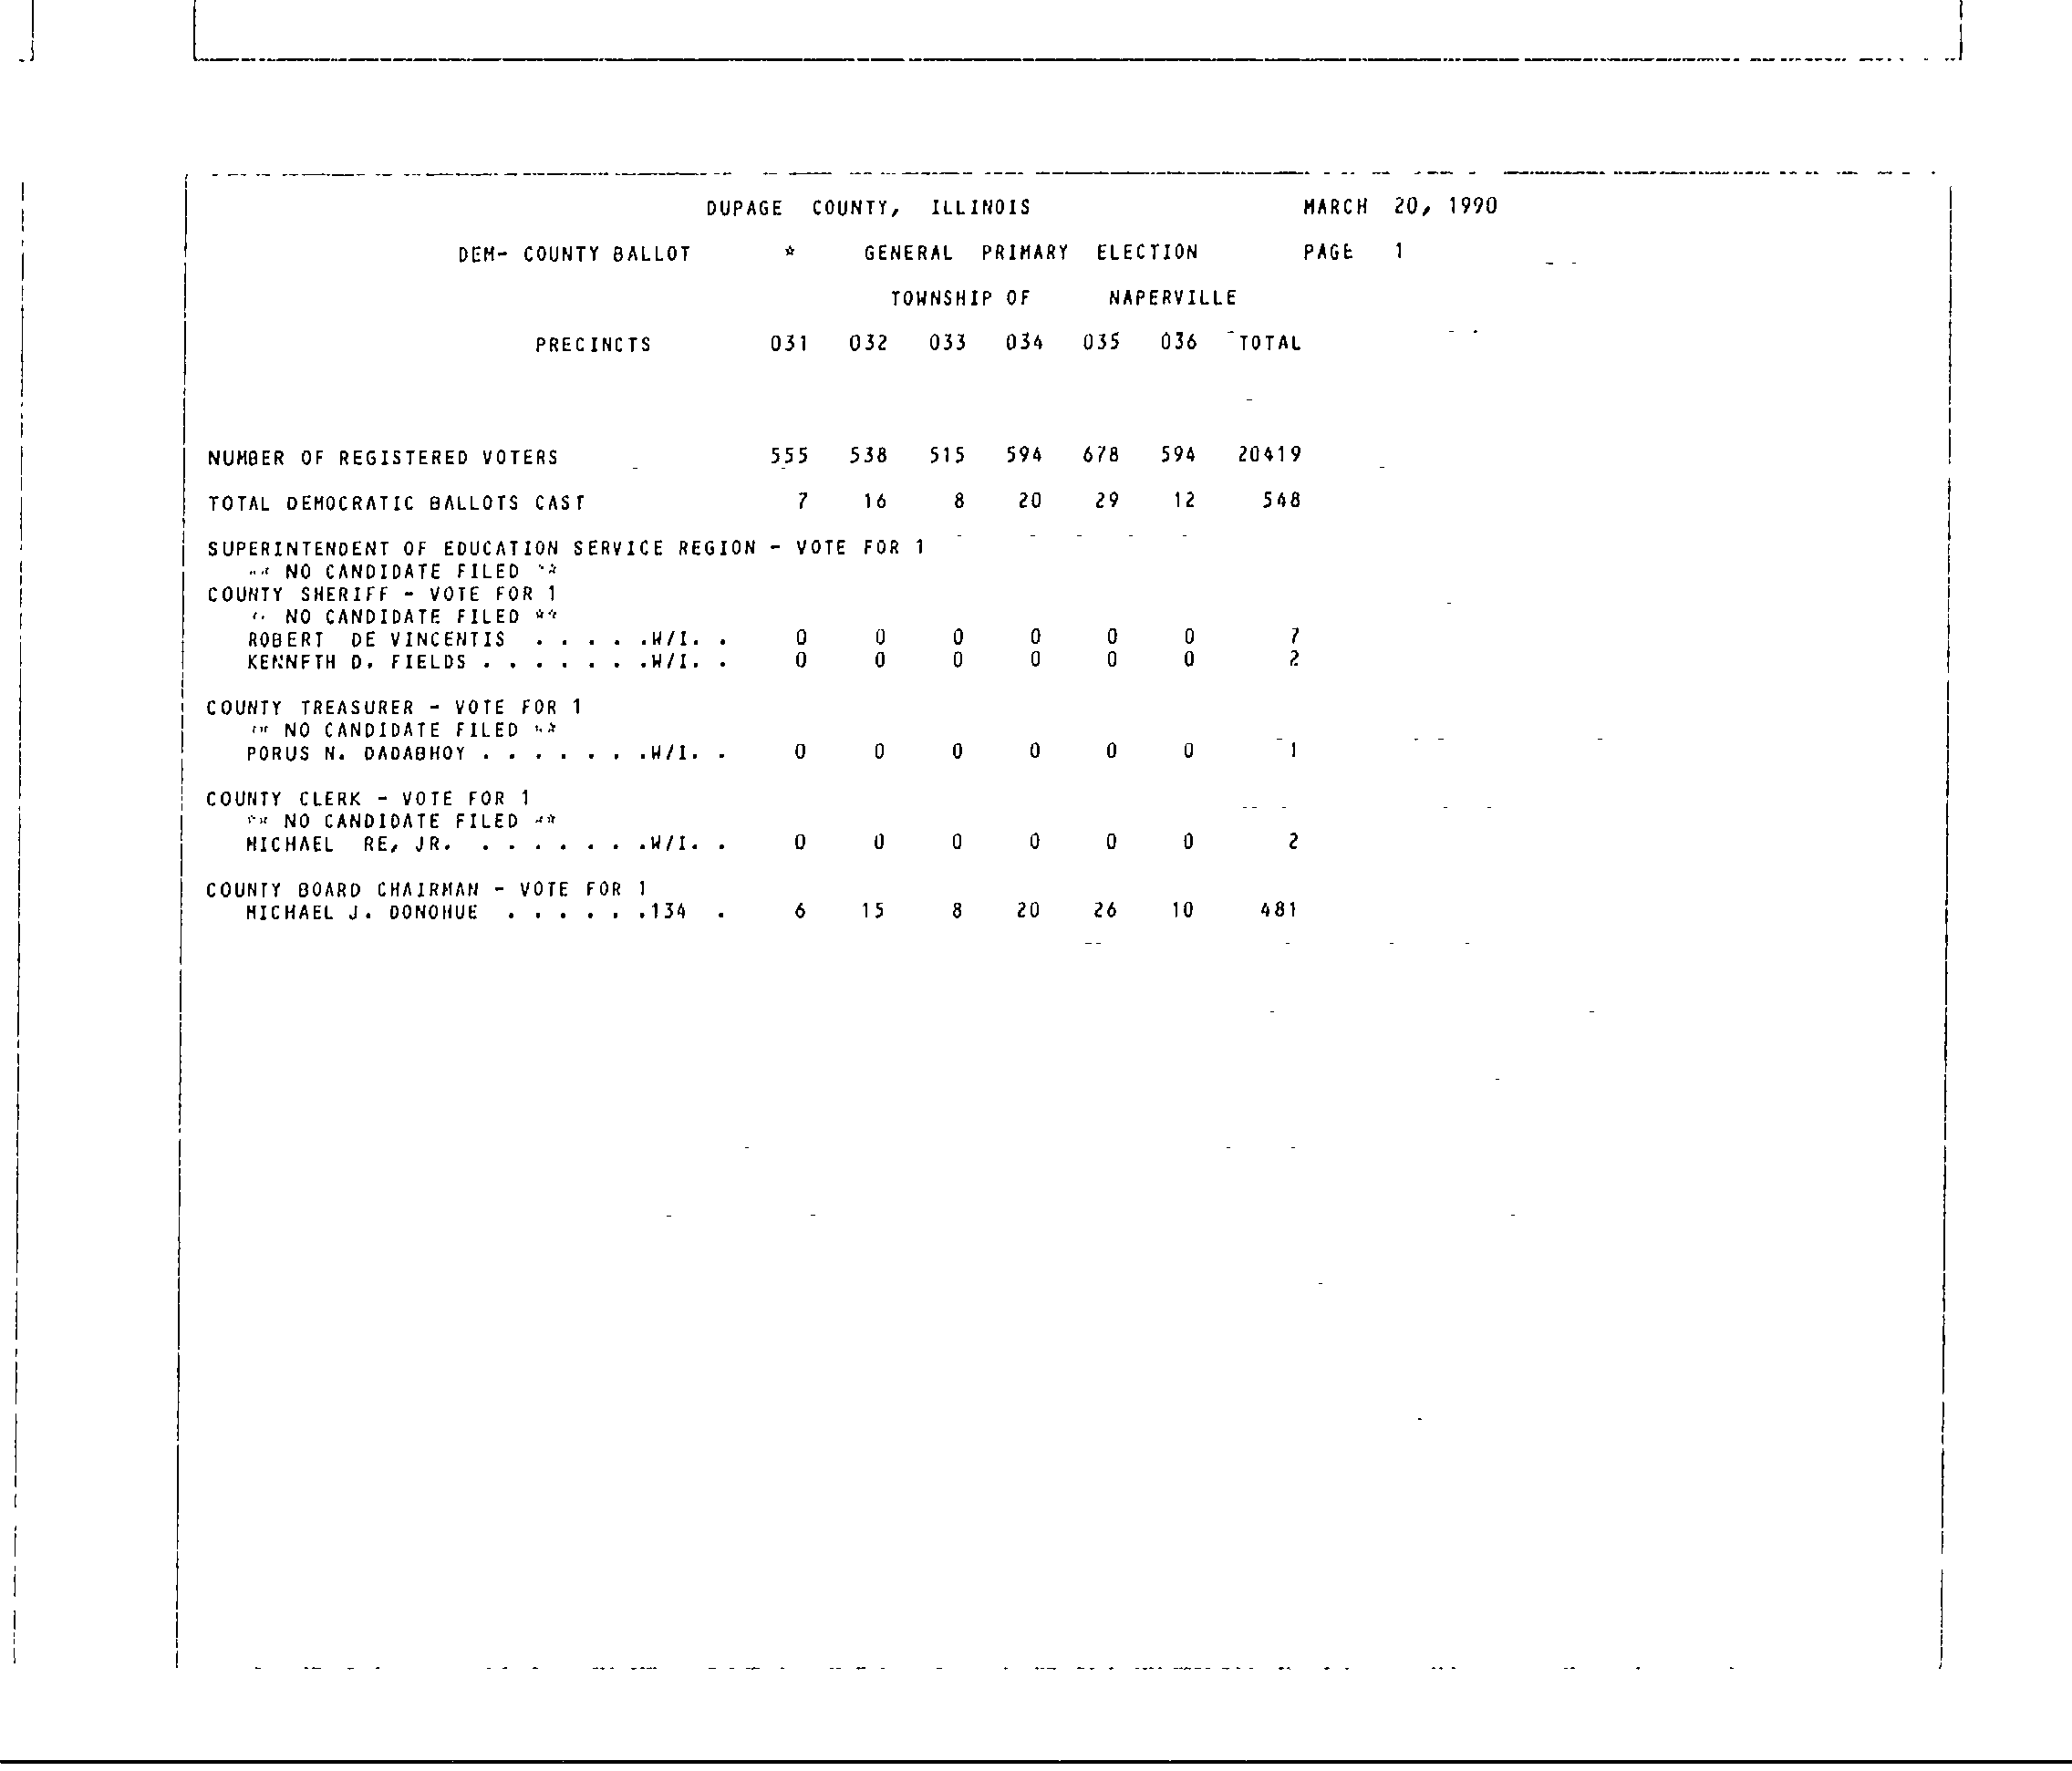 DUPAGE COUNTY, ILLINOIS MARCH 20, 1990
DEM- COUNTY BALLOT * GENERAL PRIMARY ELECTION PAGE 1
TOWNSHIP OF NAPERVILLE
PRECINCTS 031 032 033 034 035 036 TOTAL
NUMBER OF REGISTERED VOTERS 555 538 515 594 678 594 20419
TOTAL DEMOCRATIC BALLOTS CAST 7 16 8 20 29 12 548
SUPERINTENDENT OF EDUCATION SERVICE REGION - VOTE FOR 1
** NO CANDIDATE FILED **
COUNTY SHERIFF - VOTE FOR 1
** NO CANDIDATE FILED **
ROBERT DE VINCENTIS . . . . .W/I. . 0 0 0 0 0 0 7
KENNETH D. FIELDS . . . . . . .W/I. . 0 0 0 0 0 0 2
COUNTY TREASURER - VOTE FOR 1
** NO CANDIDATE FILED **
PORUS N. DADABHOY . . . . . . .W/I. . 0 0 0 0 0 0 1
COUNTY CLERK - VOTE FOR 1
** NO CANDIDATE FILED **
MICHAEL RE, JR. . . . . . . .W/I. . 0 0 0 0 0 0 2
COUNTY BOARD CHAIRMAN - VOTE FOR 1
MICHAEL J. DONOHUE . . . . . .134 . 6 15 8 20 26 10 481